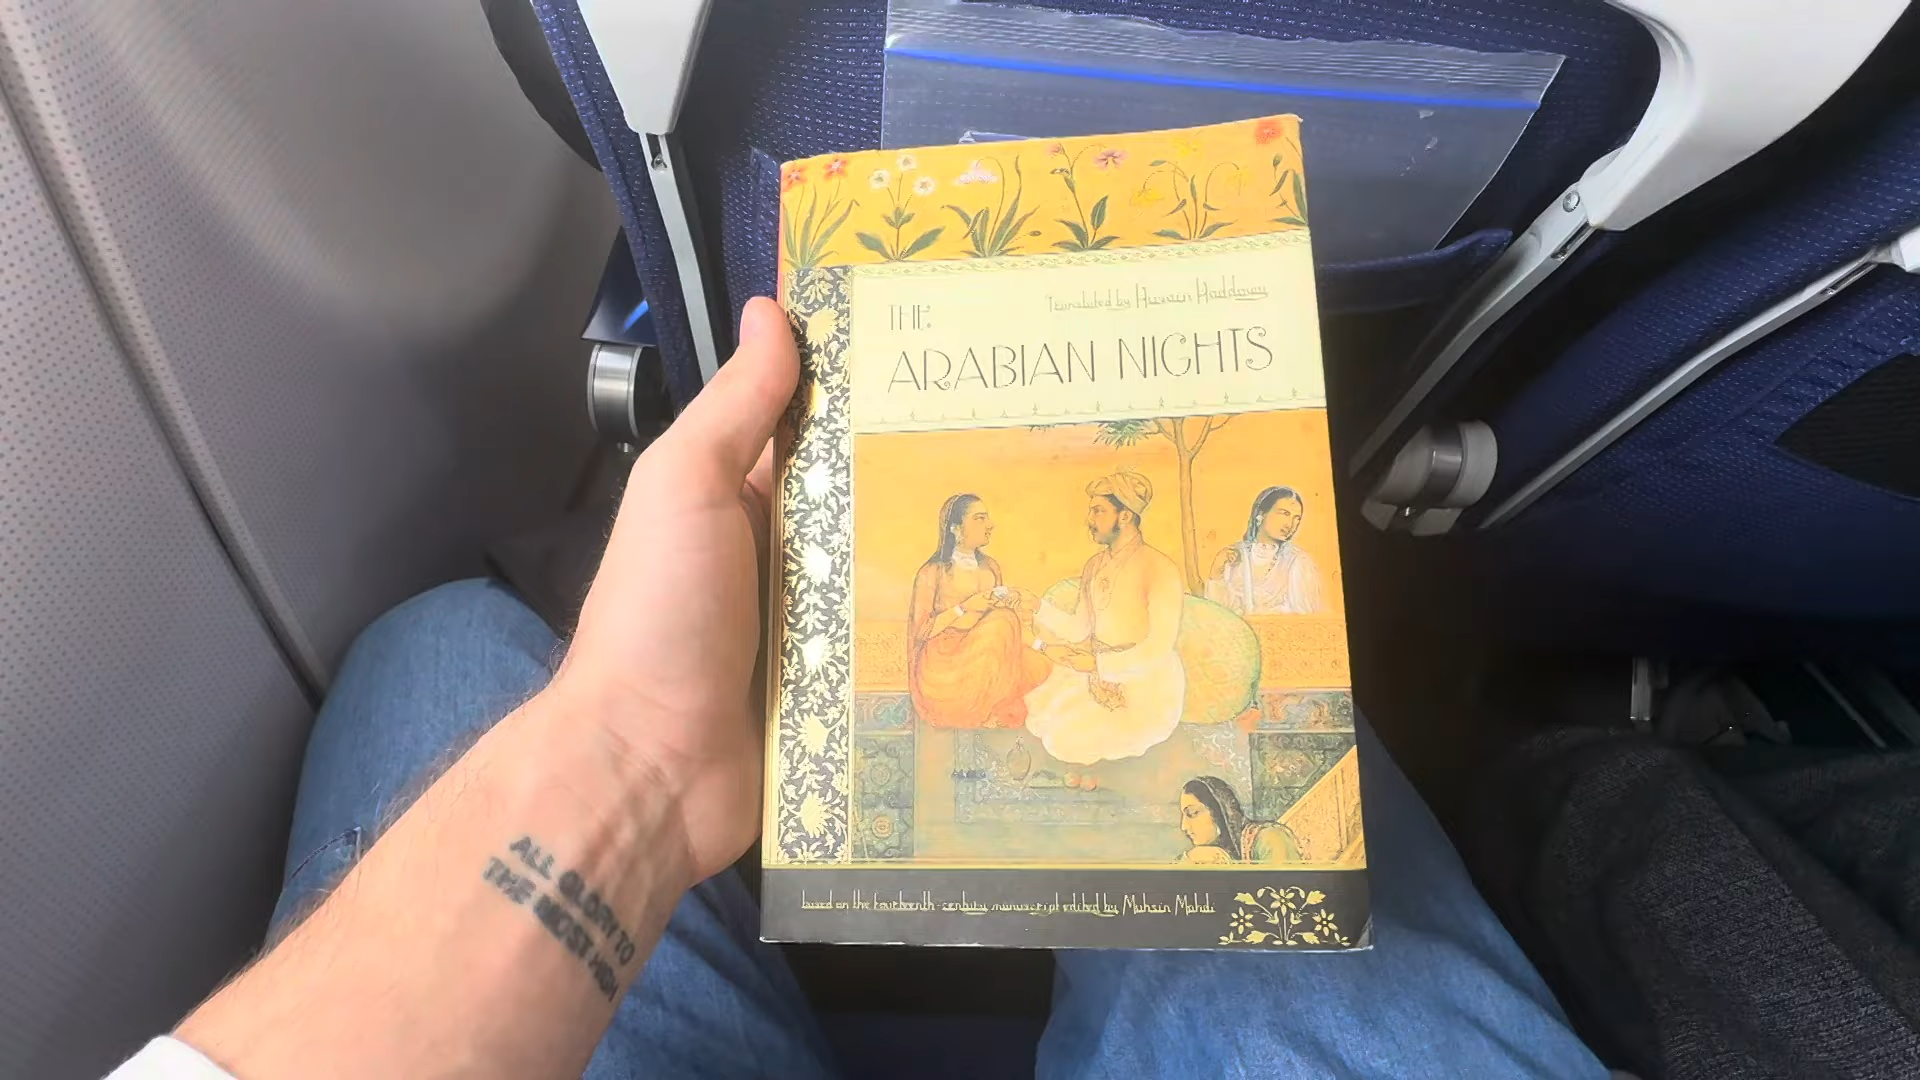 Translated by Husain Haddawy
THE
ARABIAN NIGHTS
based on the fourteenth-century manuscript edited by Muhsin Mahdi
ALL GLORY TO
THE MOST HIGH